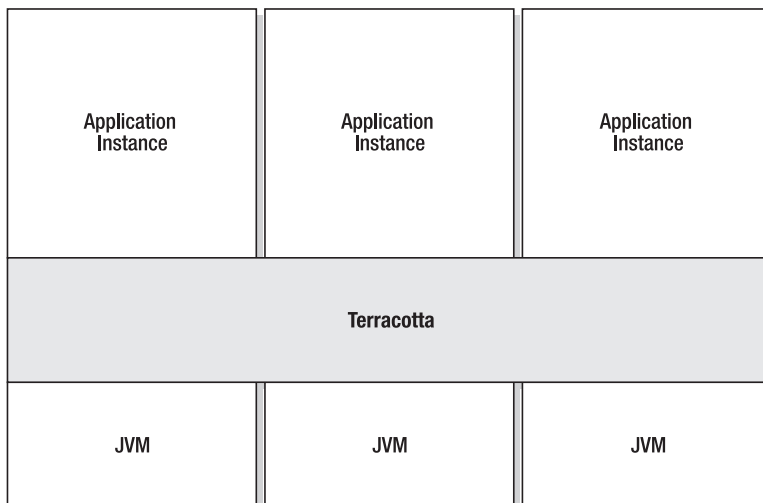 Application
Instance
Application
Instance
Application
Instance
Terracotta
JVM
JVM
JVM